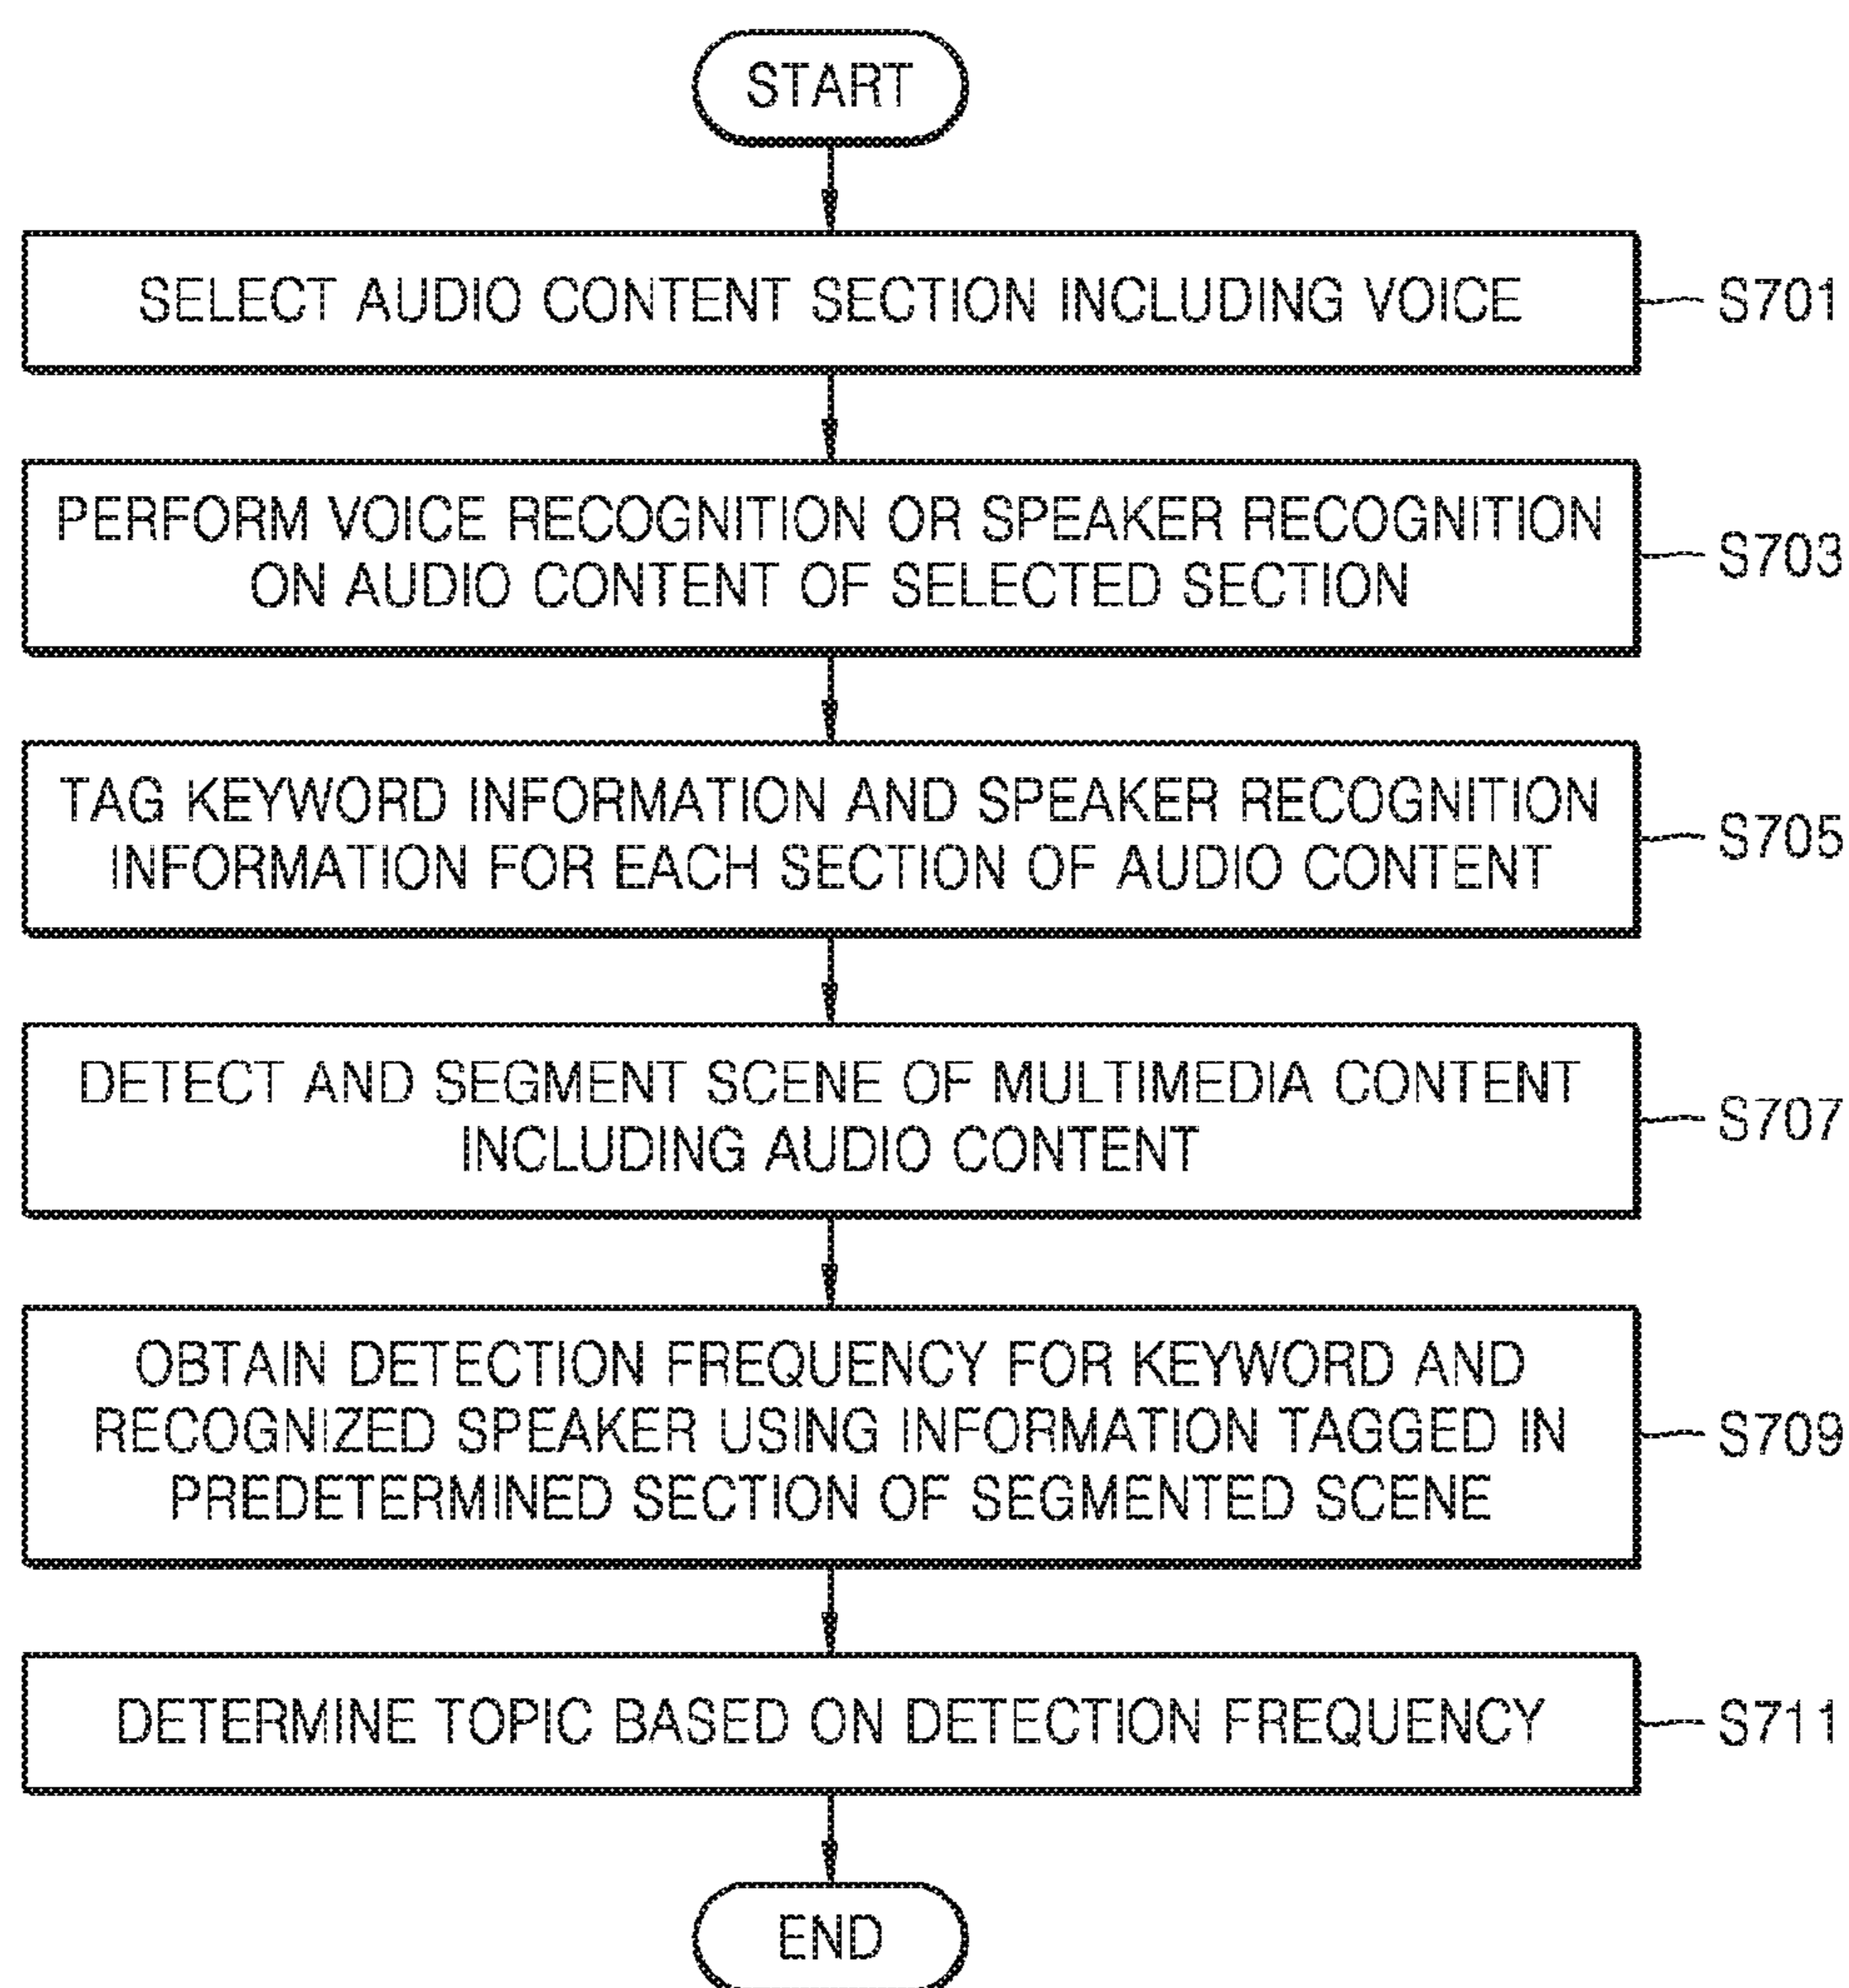 START
SELECT AUDIO CONTENT SECTION INCLUDING VOICE
S701
PERFORM VOICE RECOGNITION OR SPEAKER RECOGNITION
ON AUDIO CONTENT OF SELECTED SECTION
S703
TAG KEYWORD INFORMATION AND SPEAKER RECOGNITION
INFORMATION FOR EACH SECTION OF AUDIO CONTENT
S705
DETECT AND SEGMENT SCENE OF MULTIMEDIA CONTENT
INCLUDING AUDIO CONTENT
S707
OBTAIN DETECTION FREQUENCY FOR KEYWORD AND
RECOGNIZED SPEAKER USING INFORMATION TAGGED IN
PREDETERMINED SECTION OF SEGMENTED SCENE
S709
DETERMINE TOPIC BASED ON DETECTION FREQUENCY
S711
END